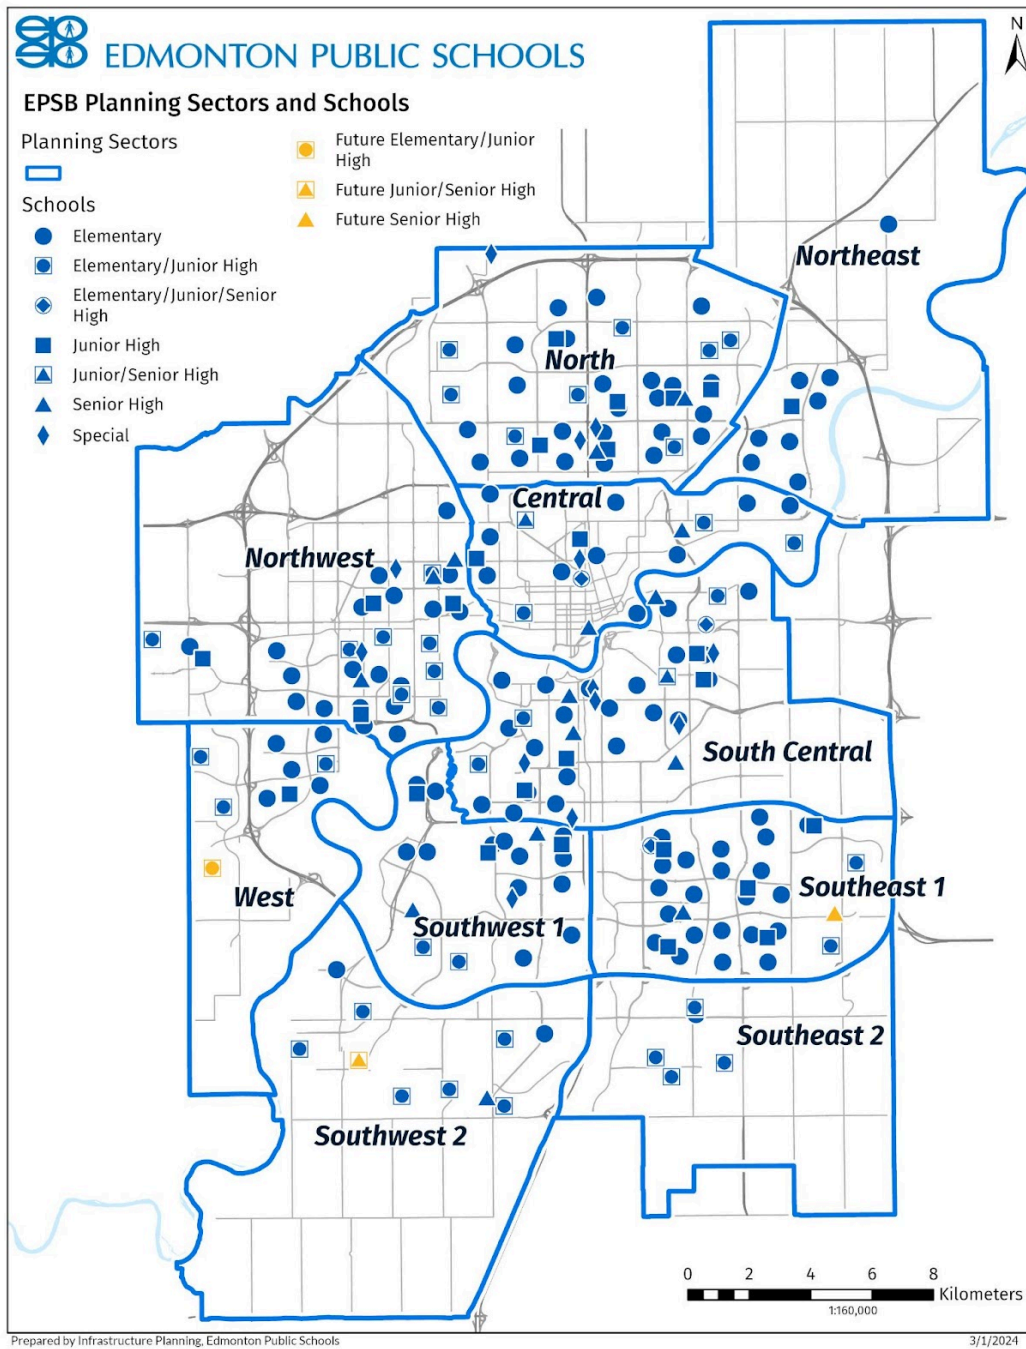 EDMONTON PUBLIC SCHOOLS
N
EPSB Planning Sectors and Schools
Planning Sectors
Schools
Elementary
Elementary/Junior High
Elementary/Junior/Senior
High
Junior High
Junior/Senior High
Senior High
Special
Future Elementary/Junior
High
Future Junior/Senior High
Future Senior High
Northeast
North
Central
Northwest
South Central
Southeast 1
West
Southwest 1
Southeast 2
Southwest 2
0 2 4 6 8
Kilometers
1:160,000
Prepared by Infrastructure Planning, Edmonton Public Schools
3/1/2024